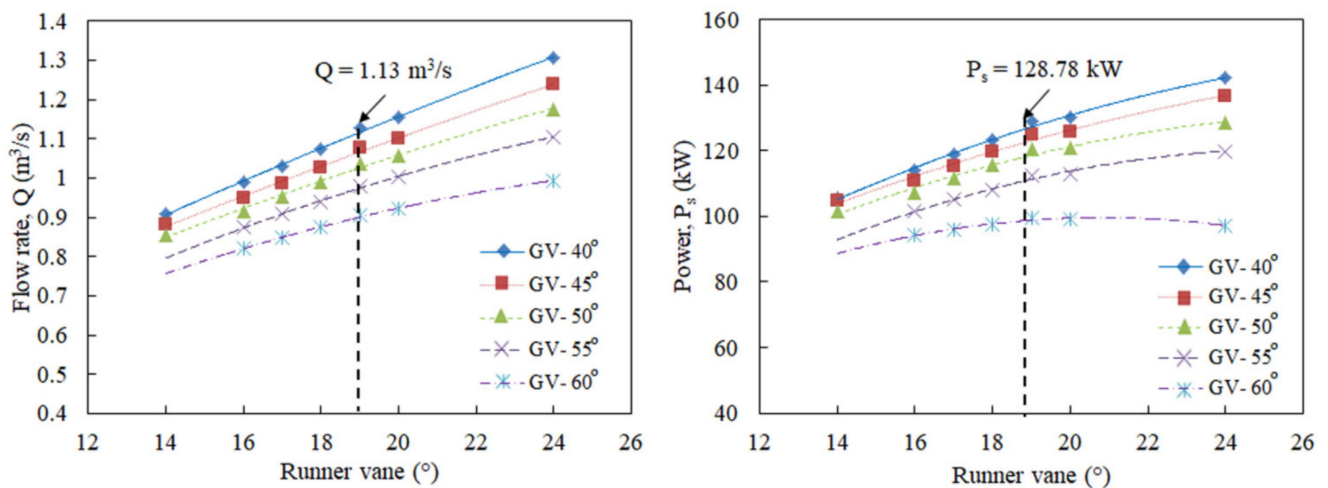 1.4
1.3
1.2
1.1
1
0.9
0.8
0.7
0.6
0.5
0.4
Flow rate, Q (m³/s)
Q = 1.13 m³/s
GV- 40°
GV- 45°
GV- 50°
GV- 55°
GV- 60°
12 14 16 18 20 22 24 26
Runner vane (°)
160
140
120
100
80
60
40
Power, Pₛ (kW)
Pₛ = 128.78 kW
GV- 40°
GV- 45°
GV- 50°
GV- 55°
GV- 60°
12 14 16 18 20 22 24 26
Runner vane (°)